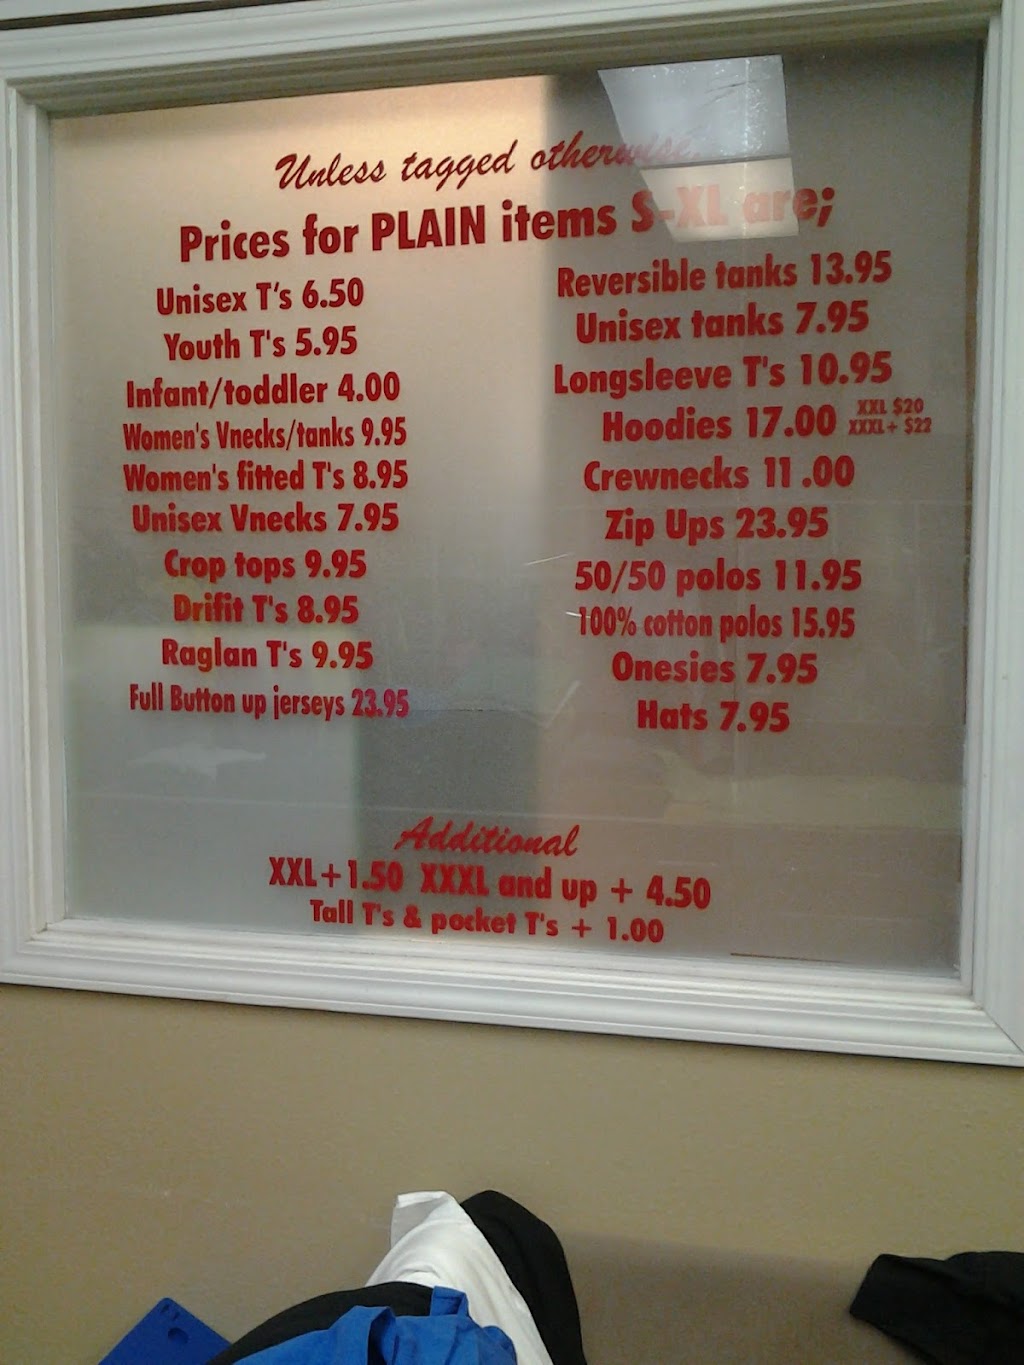 Unless tagged otherwise,
Prices for PLAIN items S-XL are;
Unisex T's 6.50
Youth T's 5.95
Infant/toddler 4.00
Women's Vnecks/tanks 9.95
Women's fitted T's 8.95
Unisex Vnecks 7.95
Crop tops 9.95
Drifit T's 8.95
Raglan T's 9.95
Full Button up jerseys 23.95
Reversible tanks 13.95
Unisex tanks 7.95
Longsleeve T's 10.95
Hoodies 17.00 XXL $20
XXXL+ $22
Crewnecks 11.00
Zip Ups 23.95
50/50 polos 11.95
100% cotton polos 15.95
Onesies 7.95
Hats 7.95
Additional
XXL+1.50 XXXL and up + 4.50
Tall T's & pocket T's + 1.00